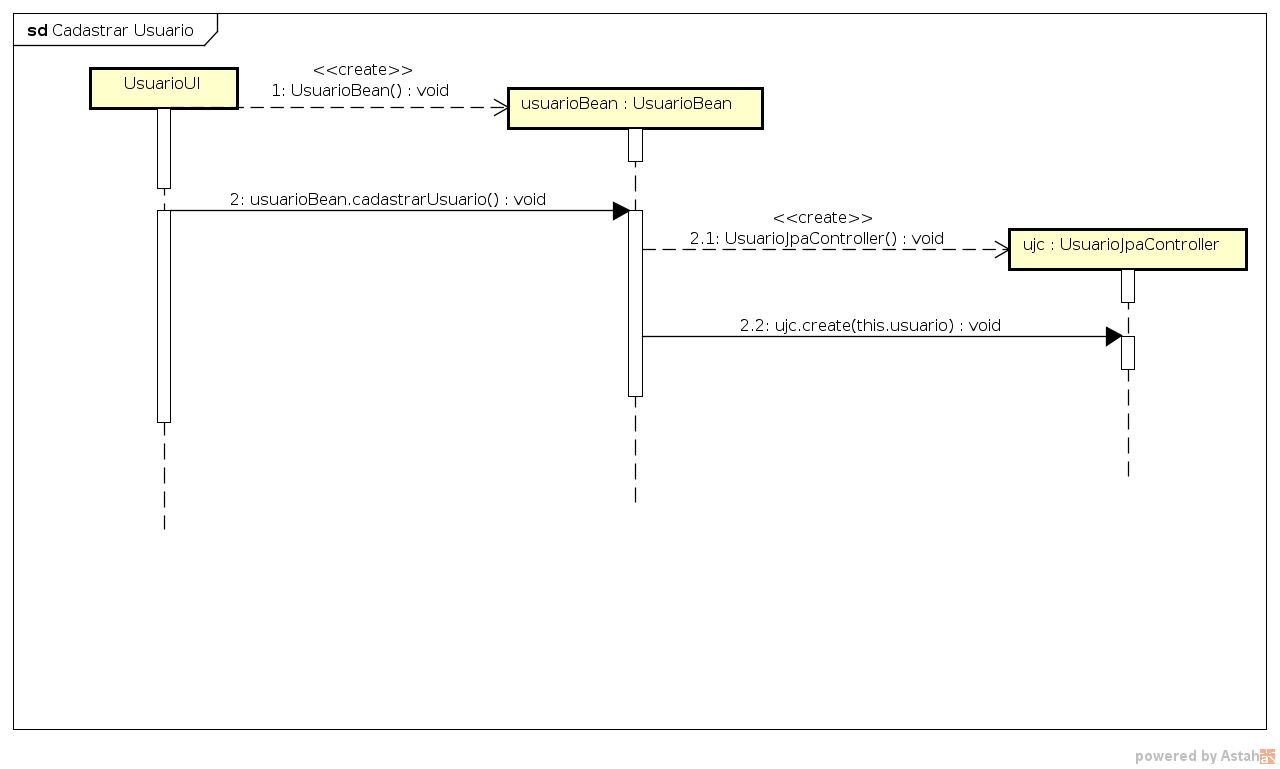 sd Cadastrar Usuario
UsuarioUI
<<create>>
1: UsuarioBean() : void
usuarioBean : UsuarioBean
2: usuarioBean.cadastrarUsuario() : void
<<create>>
2.1: UsuarioJpaController() : void
ujc : UsuarioJpaController
2.2: ujc.create(this.usuario) : void
powered by Astah